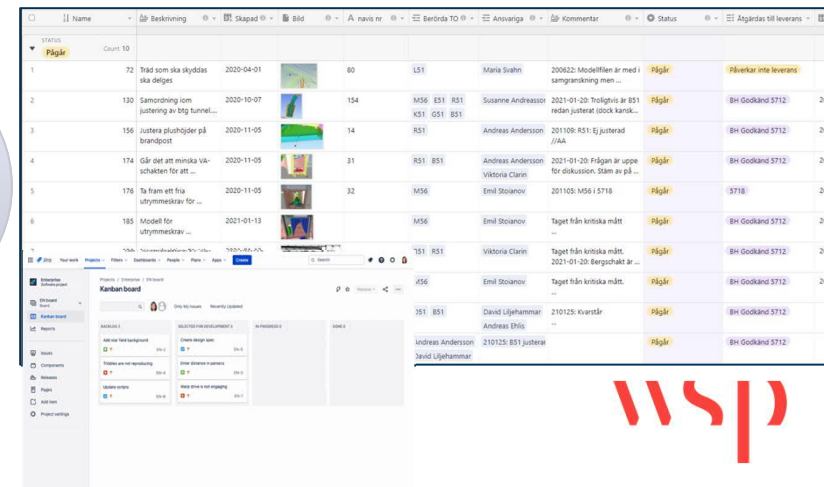 Name Beskrivning Skapad Bild navis nr Berörda TO Ansvariga Kommentar Status Åtgärdas till leverans
STATUS
Pågår Count 10
1 72 Träd som ska skyddas ska delges 2020-04-01 80 L51 Maria Svahn 200622: Modellfilen är med i samgranskning men ... Pågår Påverkar inte leverans
2 130 Samordning iom justering av btg tunnel.... 2020-10-07 154 M56 E51 R51 K51 G51 B51 Susanne Andreasson 2021-01-20: Troligtvis är B51 redan justerat (dock kansk... Pågår BH Godkänd 5712
3 156 Justera plushöjder på brandpost 2020-11-05 14 R51 Andreas Andersson 201109: R51: Ej justerad //AA Pågår BH Godkänd 5712
4 174 Går det att minska VA-schakten för att ... 2020-11-05 31 R51 B51 Andreas Andersson Viktoria Clarin 2021-01-20: Frågan är uppe för diskussion. Stäm av på ... Pågår BH Godkänd 5712
5 176 Ta fram ett fria utrymmeskrav för ... 2020-11-05 32 M56 Emil Stoianov 201105: M56 i 5718 Pågår 5718
6 185 Modell för utrymmeskrav ... 2021-01-13 M56 Emil Stoianov Taget från kritiska mått ... Pågår BH Godkänd 5712
R51 Viktoria Clarin Taget från kritiska mått. 2021-01-20: Bergschakt är ... Pågår BH Godkänd 5712
M56 Emil Stoianov Taget från kritiska mått. ... Pågår BH Godkänd 5712
B51 David Liljehammar Andreas Ehlis 210125: Kvarstår ... Pågår BH Godkänd 5712
Andreas Andersson David Liljehammar 210125: B51 justerar Pågår BH Godkänd 5712
Jira Your work Projects Filters Dashboards People Plans Apps Create Search
Enterprise
Software project
Projects / Enterprise / EN board
Kanban board
EN board
Board
Only My Issues Recently Updated
Kanban board
Reports
Issues
Components
Releases
Pages
Add item
Project settings
BACKLOG 3 SELECTED FOR DEVELOPMENT 3 IN PROGRESS 0 DONE 0
Add star field background Create design spec
Tribbles are not reproducing Enter distance in parsecs
Update scripts Warp drive is not engaging
wsp